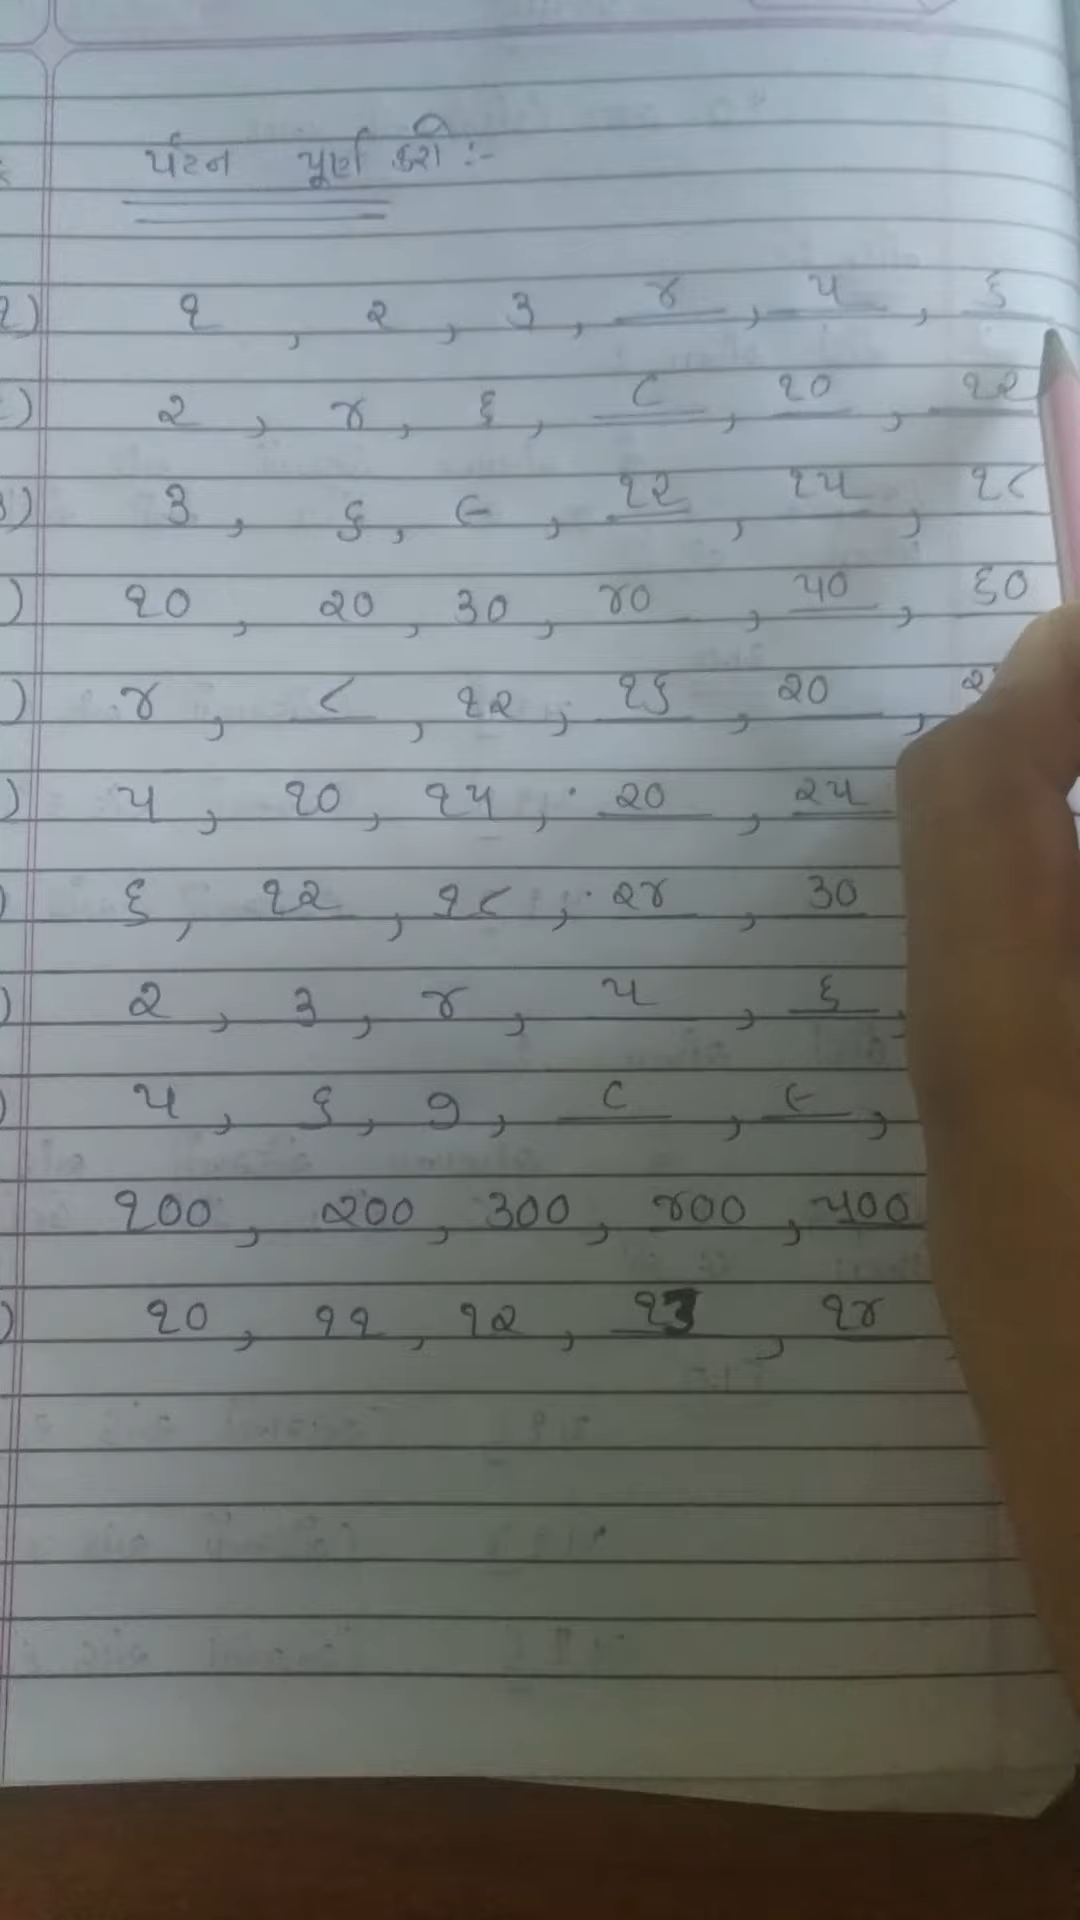 પેટર્ન પૂર્ણ કરો :-
૧) ૧ , ૨ , ૩ , ૪ , ૫ , ૬
૨) ૨ , ૪ , ૬ , ૮ , ૧૦ , ૧૨
૩) ૩ , ૬ , ૯ , ૧૨ , ૧૫ , ૧૮
) ૧૦ , ૨૦ , ૩૦ , ૪૦ , ૫૦ , ૬૦
) ૪ , ૮ , ૧૨ , ૧૬ , ૨૦ ,
) ૫ , ૧૦ , ૧૫ , ૨૦ , ૨૫
) ૬ , ૧૨ , ૧૮ , ૨૪ , ૩૦
) ૨ , ૩ , ૪ , ૫ , ૬ ,
) ૫ , ૬ , ૭ , ૮ , ૯ ,
૧૦૦ , ૨૦૦ , ૩૦૦ , ૪૦૦ , ૫૦૦
) ૧૦ , ૧૧ , ૧૨ , ૧૩ , ૧૪